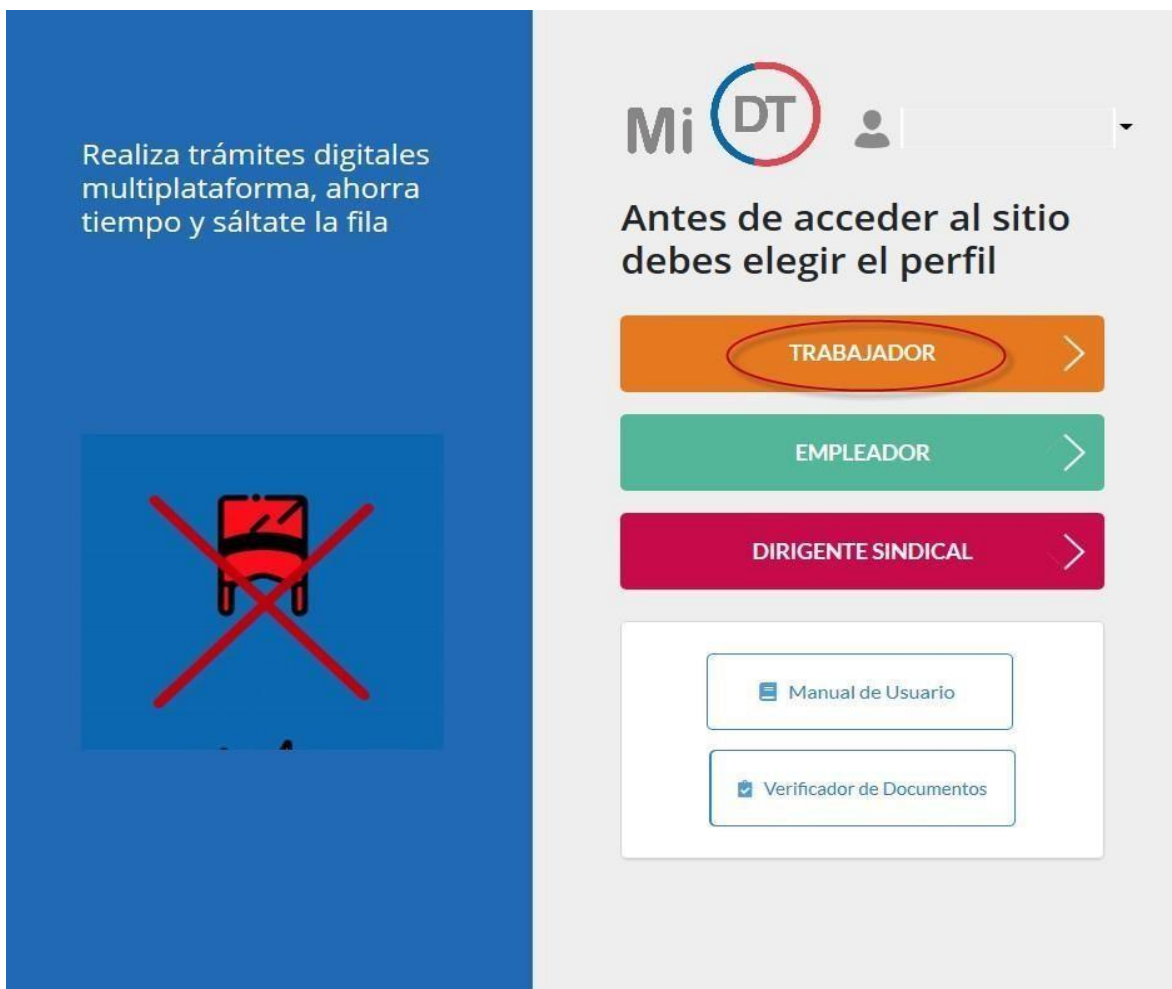 Realiza trámites digitales
multiplataforma, ahorra
tiempo y sáltate la fila
Mi DT
Antes de acceder al sitio
debes elegir el perfil
TRABAJADOR
EMPLEADOR
DIRIGENTE SINDICAL
Manual de Usuario
Verificador de Documentos